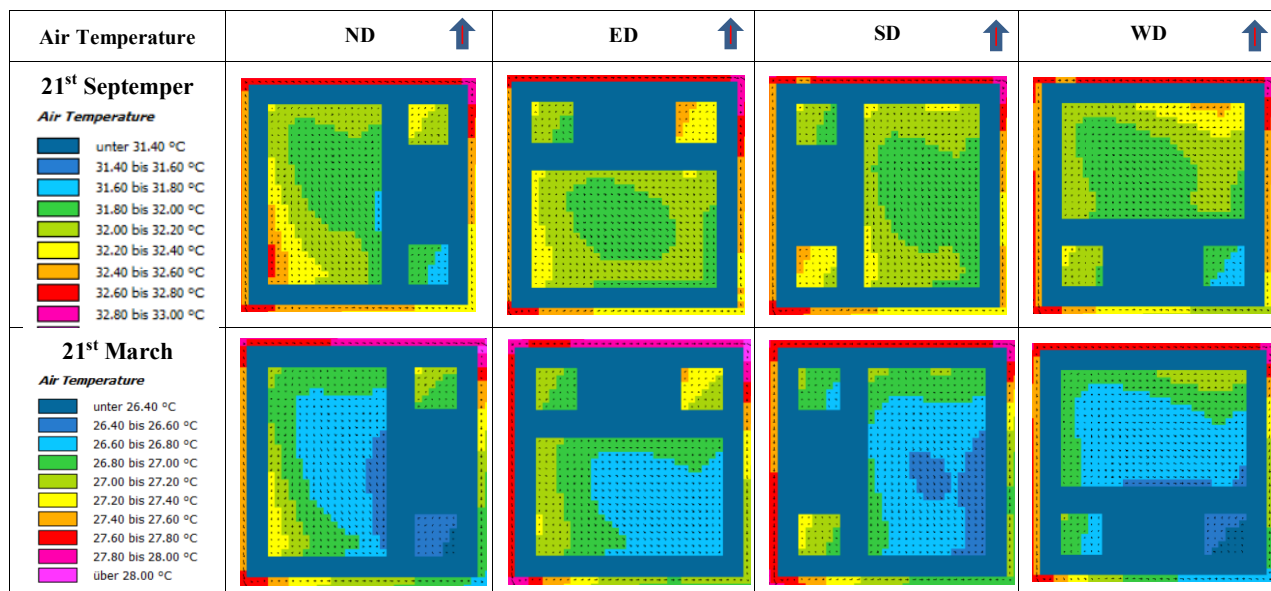 Air Temperature
ND
ED
SD
WD
21st Septemper
Air Temperature
unter 31.40 °C
31.40 bis 31.60 °C
31.60 bis 31.80 °C
31.80 bis 32.00 °C
32.00 bis 32.20 °C
32.20 bis 32.40 °C
32.40 bis 32.60 °C
32.60 bis 32.80 °C
32.80 bis 33.00 °C
21st March
Air Temperature
unter 26.40 °C
26.40 bis 26.60 °C
26.60 bis 26.80 °C
26.80 bis 27.00 °C
27.00 bis 27.20 °C
27.20 bis 27.40 °C
27.40 bis 27.60 °C
27.60 bis 27.80 °C
27.80 bis 28.00 °C
über 28.00 °C